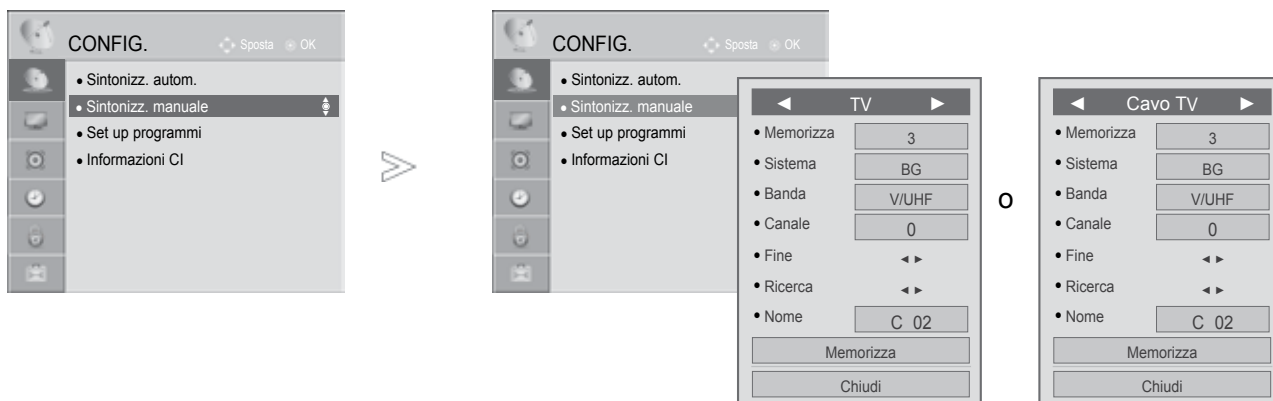 CONFIG. Sposta OK
• Sintonizz. autom.
• Sintonizz. manuale
• Set up programmi
• Informazioni CI
CONFIG. Sposta OK
• Sintonizz. autom.
• Sintonizz. manuale
• Set up programmi
• Informazioni CI
◄ TV ►
• Memorizza 3
• Sistema BG
• Banda V/UHF
• Canale 0
• Fine ◄ ►
• Ricerca ◄ ►
• Nome C 02
Memorizza
Chiudi
o
◄ Cavo TV ►
• Memorizza 3
• Sistema BG
• Banda V/UHF
• Canale 0
• Fine ◄ ►
• Ricerca ◄ ►
• Nome C 02
Memorizza
Chiudi